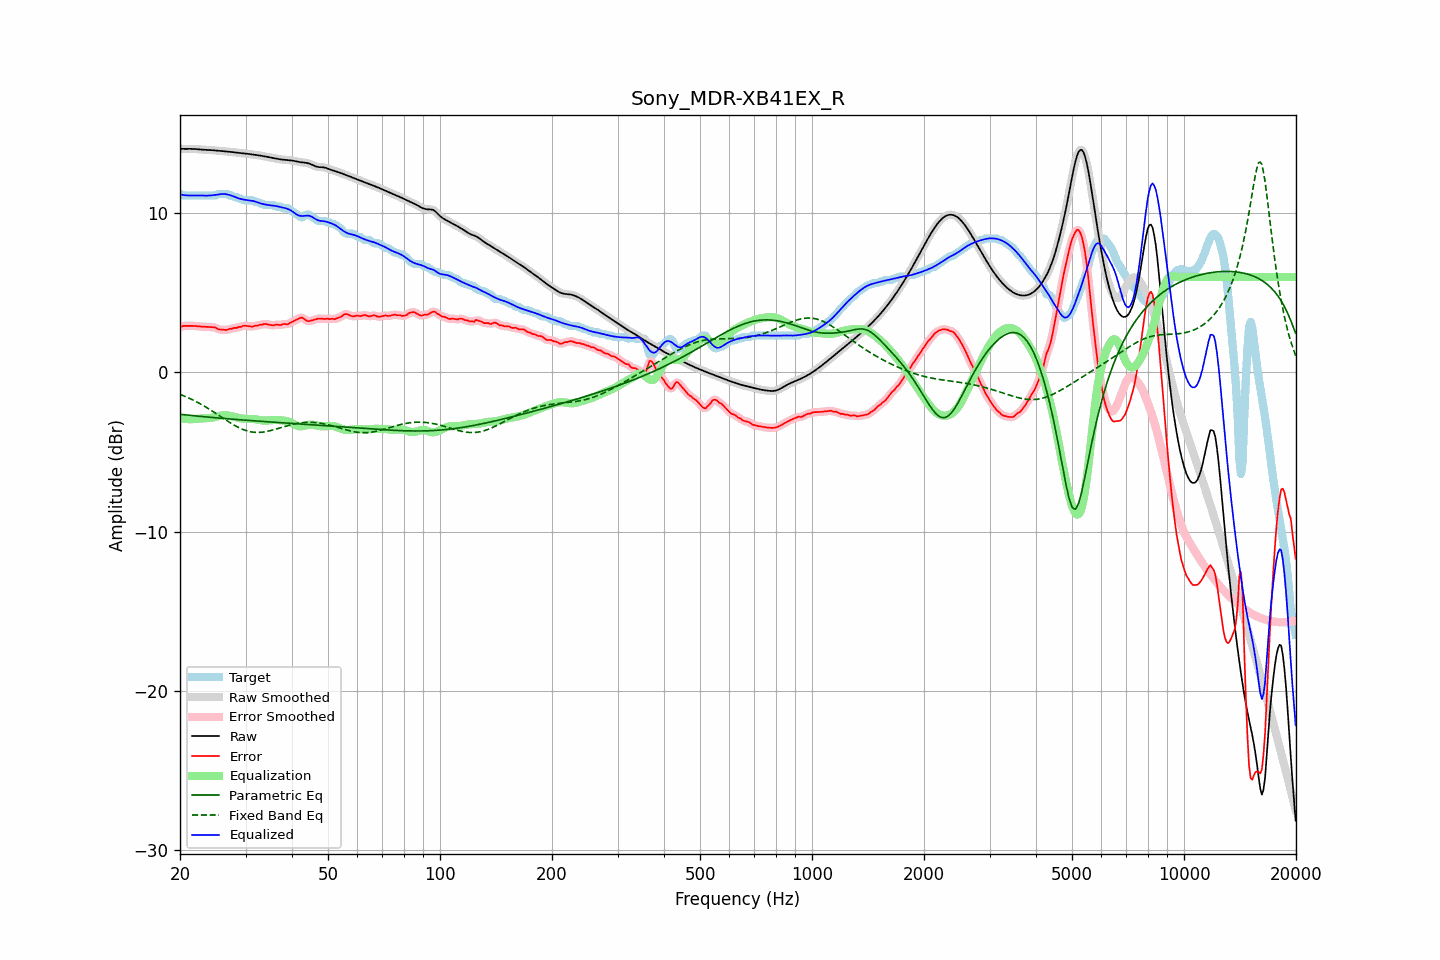 Sony_MDR-XB41EX_R
Amplitude (dBr)
10
0
−10
−20
−30
Target
Raw Smoothed
Error Smoothed
Raw
Error
Equalization
Parametric Eq
Fixed Band Eq
Equalized
20
50
100
200
500
1000
2000
5000
10000
20000
Frequency (Hz)